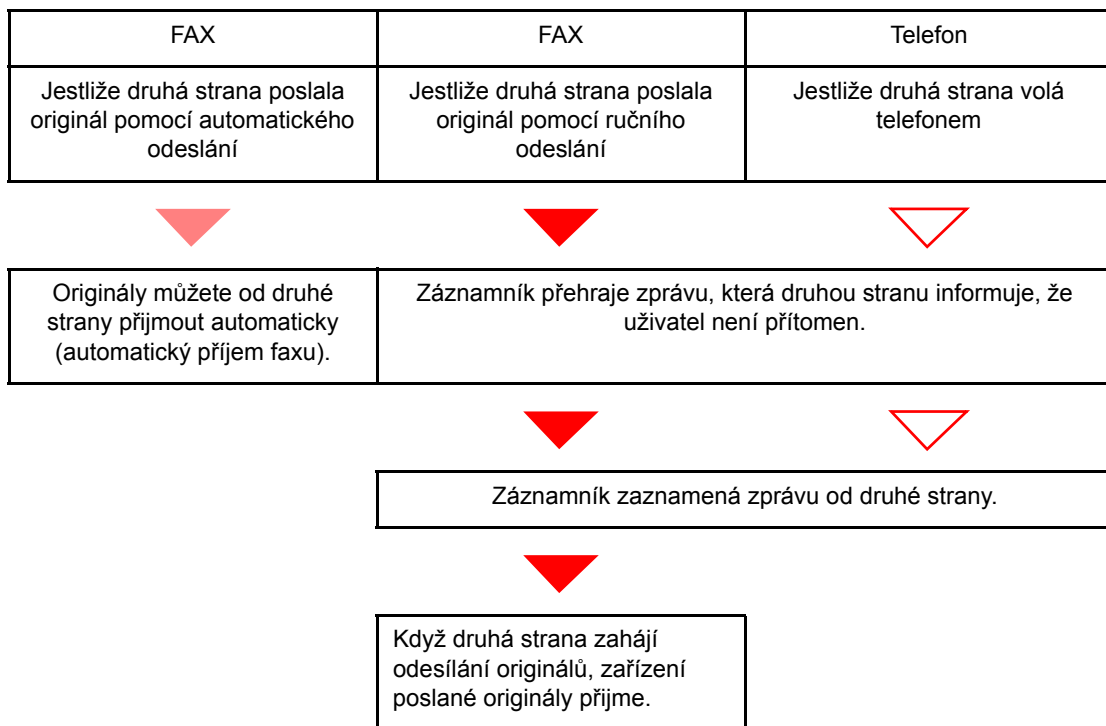 FAX
FAX
Telefon
Jestliže druhá strana poslala
originál pomocí automatického
odeslání
Jestliže druhá strana poslala
originál pomocí ručního
odeslání
Jestliže druhá strana volá
telefonem
Originály můžete od druhé
strany přijmout automaticky
(automatický příjem faxu).
Záznamník přehraje zprávu, která druhou stranu informuje, že
uživatel není přítomen.
Záznamník zaznamená zprávu od druhé strany.
Když druhá strana zahájí
odesílání originálů, zařízení
poslané originály přijme.